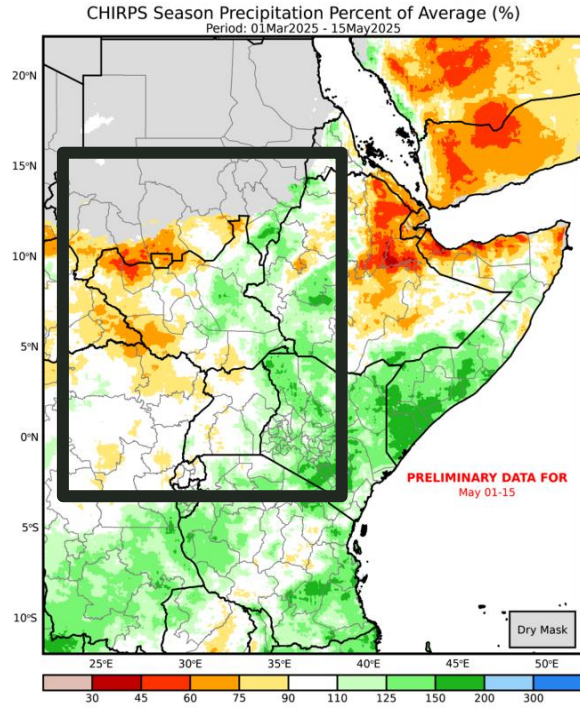 CHIRPS Season Precipitation Percent of Average (%)
Period: 01Mar2025 - 15May2025
20°N
15°N
10°N
5°N
0°N
5°S
10°S
PRELIMINARY DATA FOR
May 01-15
Dry Mask
25°E 30°E 35°E 40°E 45°E 50°E
30 45 60 75 90 110 125 150 200 300